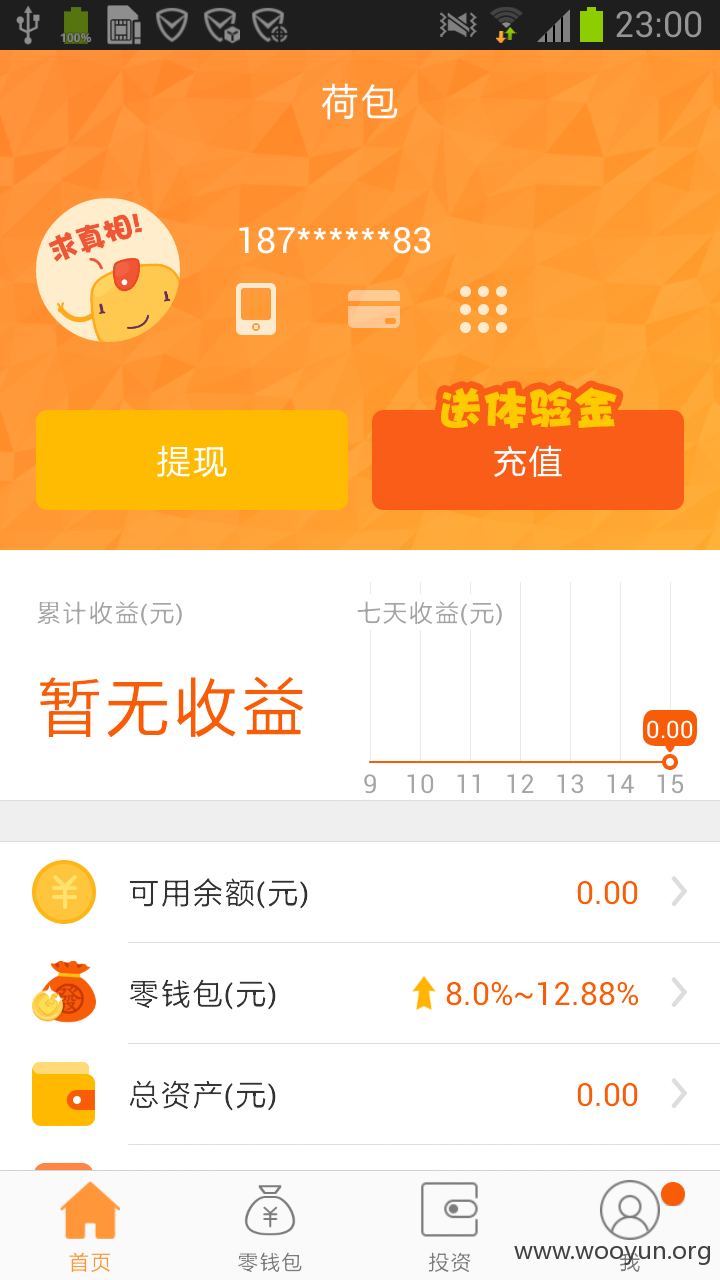 100%
23:00
荷包
求真相!
187******83
送体验金
提现
充值
累计收益(元)
七天收益(元)
暂无收益
0.00
9 10 11 12 13 14 15
¥
可用余额(元)
0.00
零钱包(元)
8.0%~12.88%
总资产(元)
0.00
¥
首页
零钱包
投资
我
www.wooyun.org